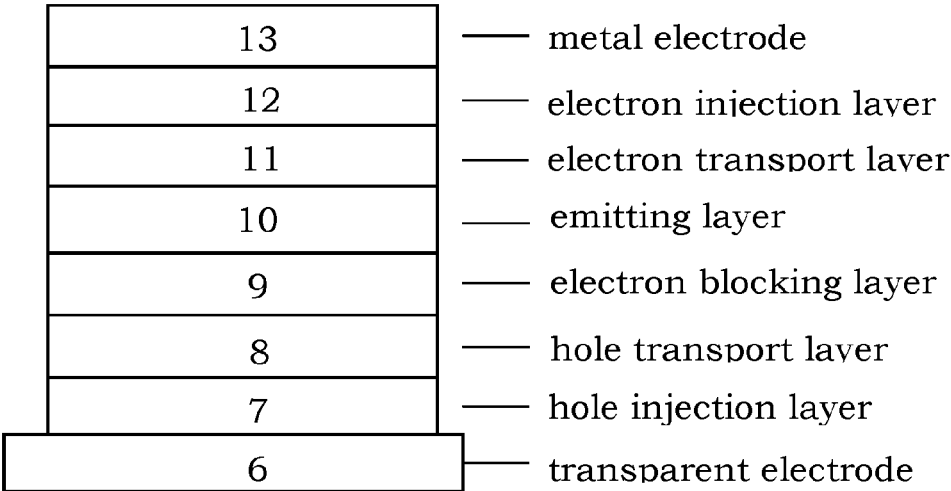 13 metal electrode
12 electron injection layer
11 electron transport layer
10 emitting layer
9 electron blocking layer
8 hole transport layer
7 hole injection layer
6 transparent electrode